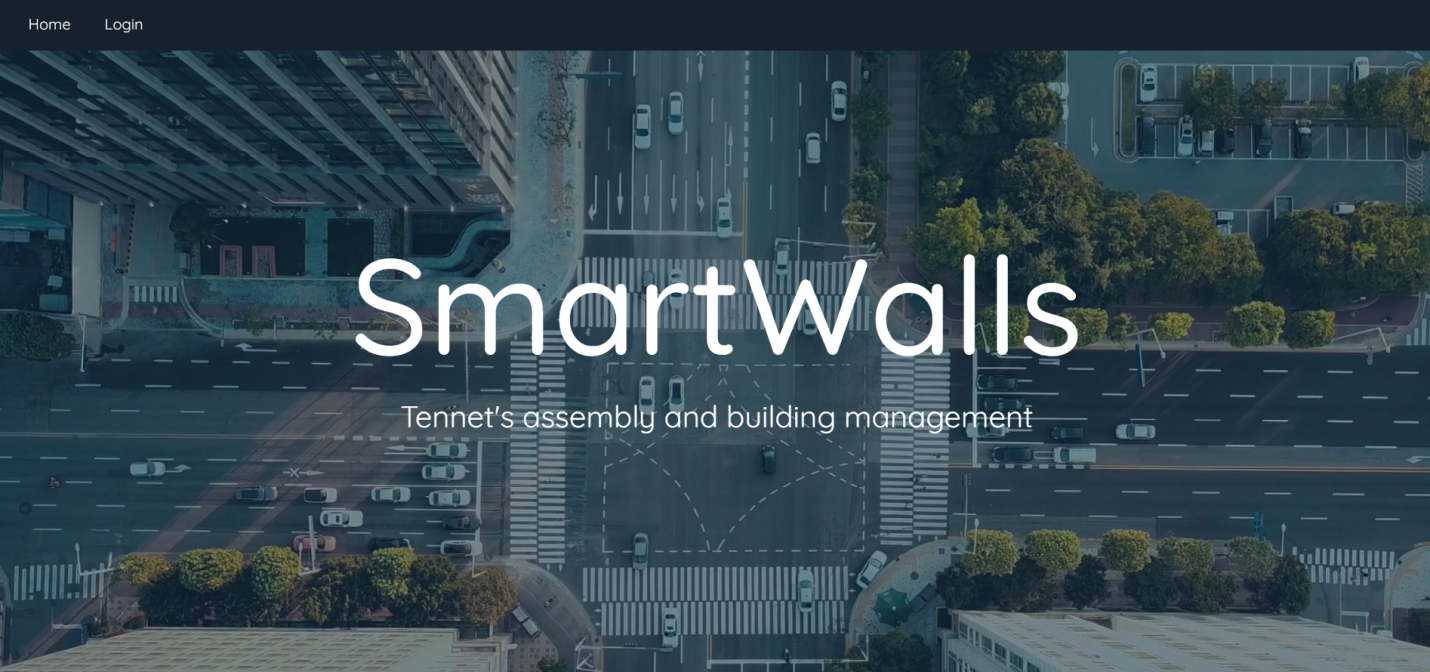 Home Login
SmartWalls
Tennet's assembly and building management